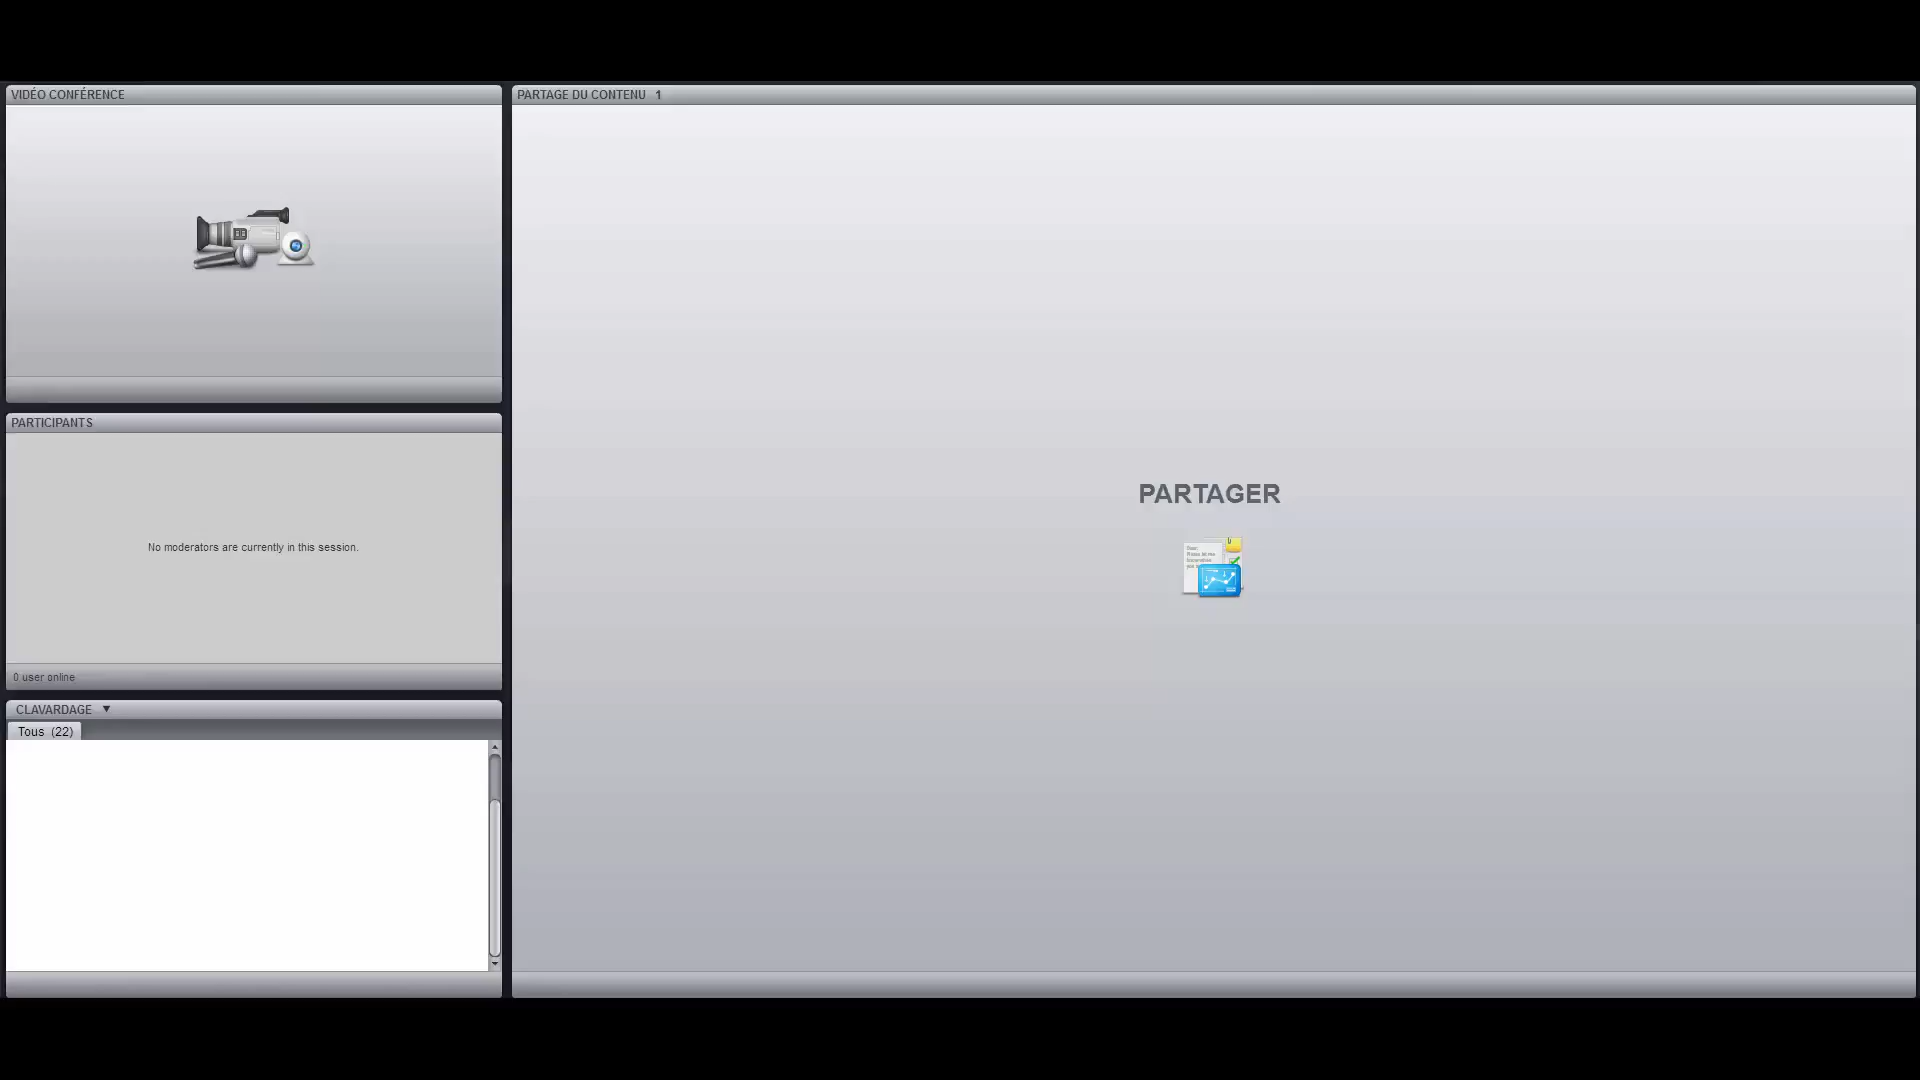 VIDÉO CONFÉRENCE
PARTAGE DU CONTENU 1
PARTAGER
PARTICIPANTS
No moderators are currently in this session.
0 user online
CLAVARDAGE
Tous (22)